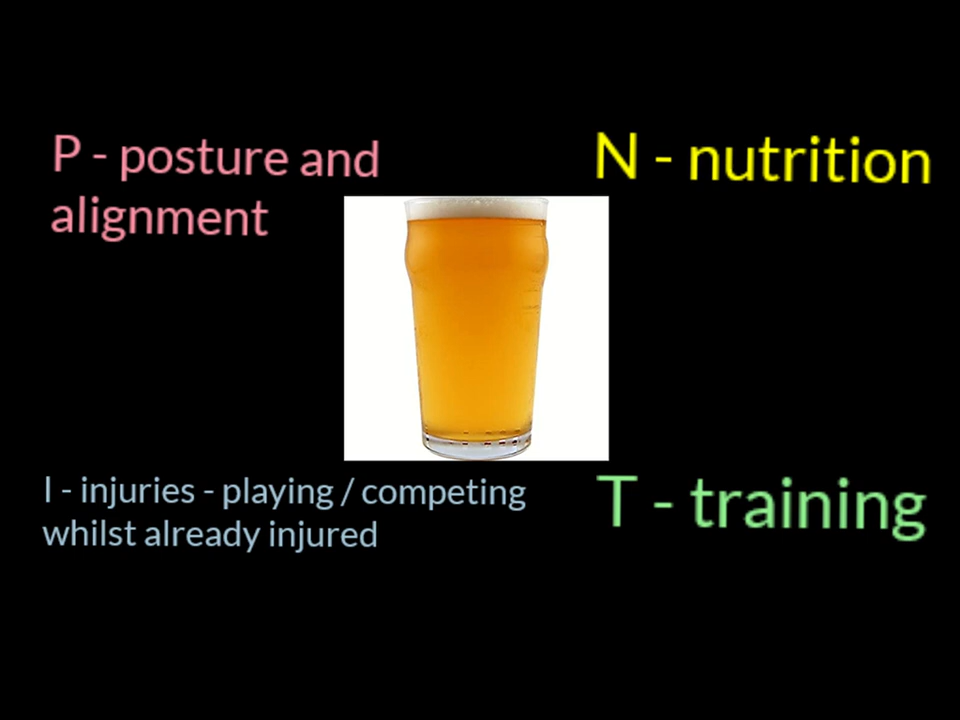 P - posture and
alignment
N - nutrition
I - injuries - playing / competing
whilst already injured
T - training